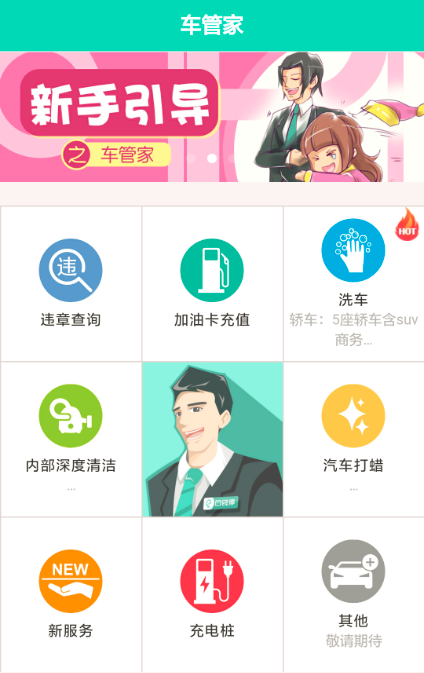 车管家
新手引导
之 车管家
HOT
违
违章查询
加油卡充值
洗车
轿车：5座轿车含suv
商务...
内部深度清洁
...
汽车打蜡
...
NEW
新服务
充电桩
其他
敬请期待